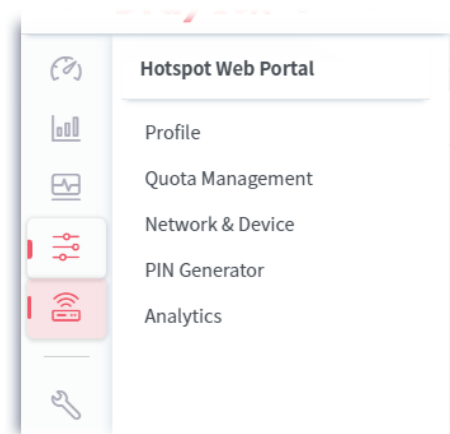 Hotspot Web Portal
Profile
Quota Management
Network & Device
PIN Generator
Analytics